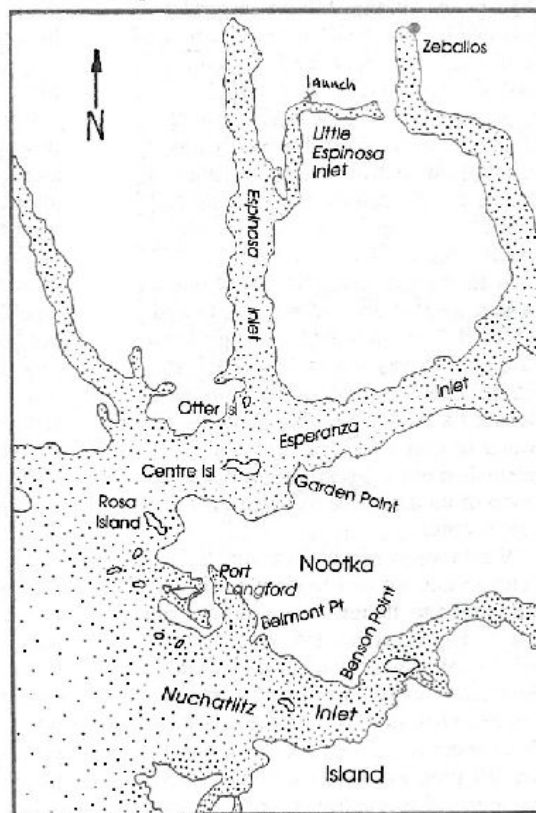 Zeballos
launch
N
Little
Espinosa
Inlet
Espinosa
Inlet
Otter Isl
Esperanza
Inlet
Centre Isl
Garden Point
Rosa
Island
Nootka
Port
Langford
Belmont Pt
Benson Point
Nuchatlitz
Inlet
Island